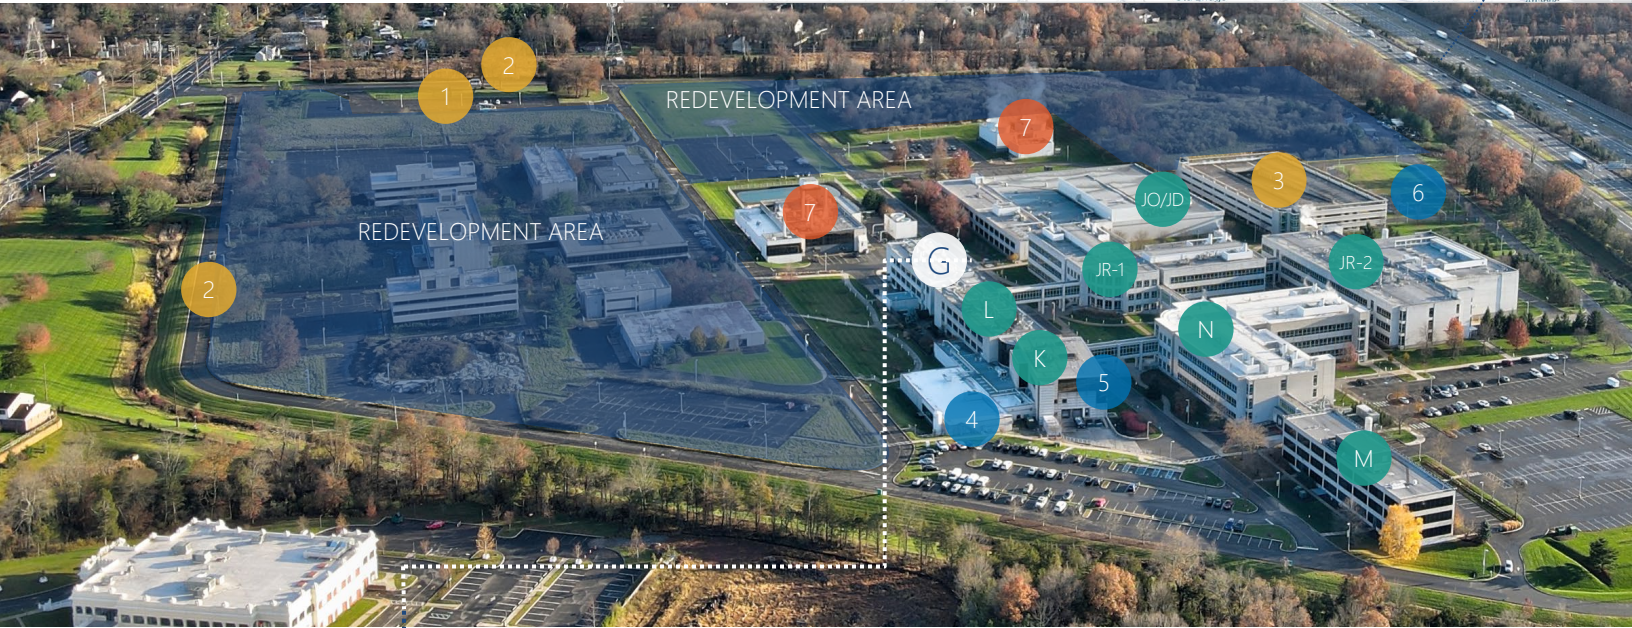 2
1
REDEVELOPMENT AREA
7
3
6
JO/JD
7
REDEVELOPMENT AREA
G
JR-1
JR-2
2
L
N
K
5
4
M